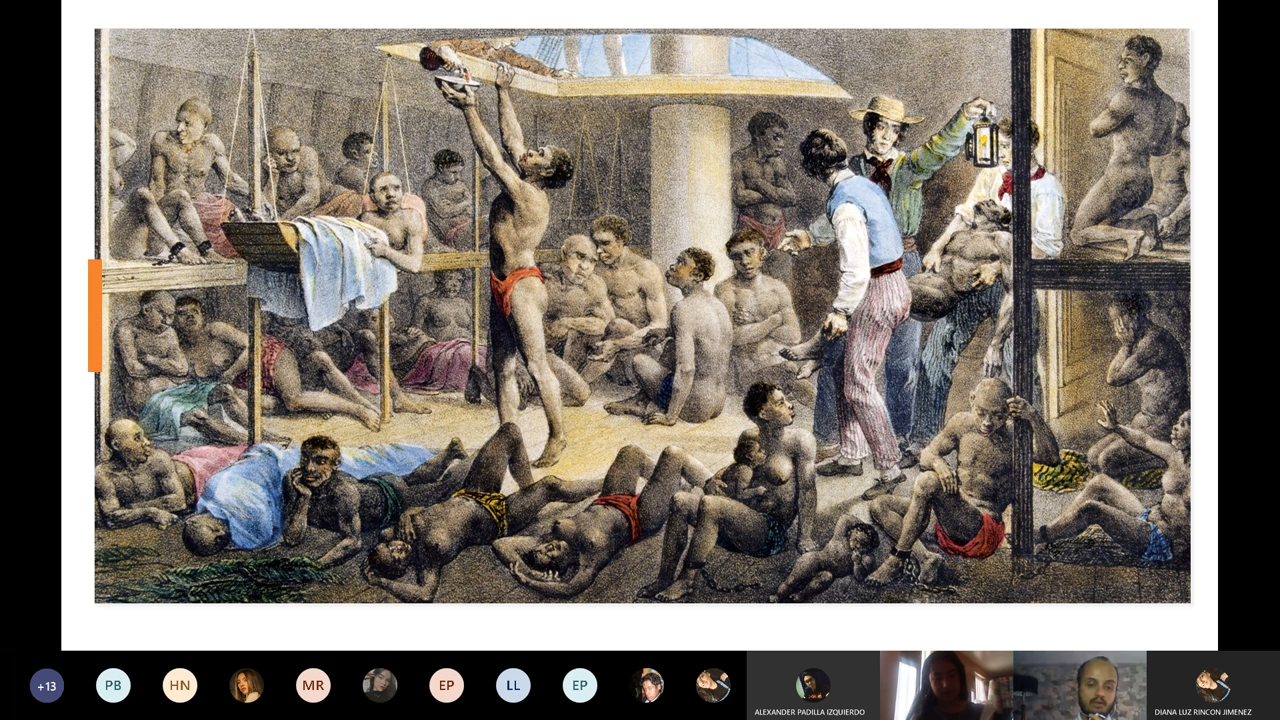 +13
PB
HN
MR
EP
LL
EP
ALEXANDER PADILLA IZQUIERDO
DIANA LUZ RINCON JIMENEZ